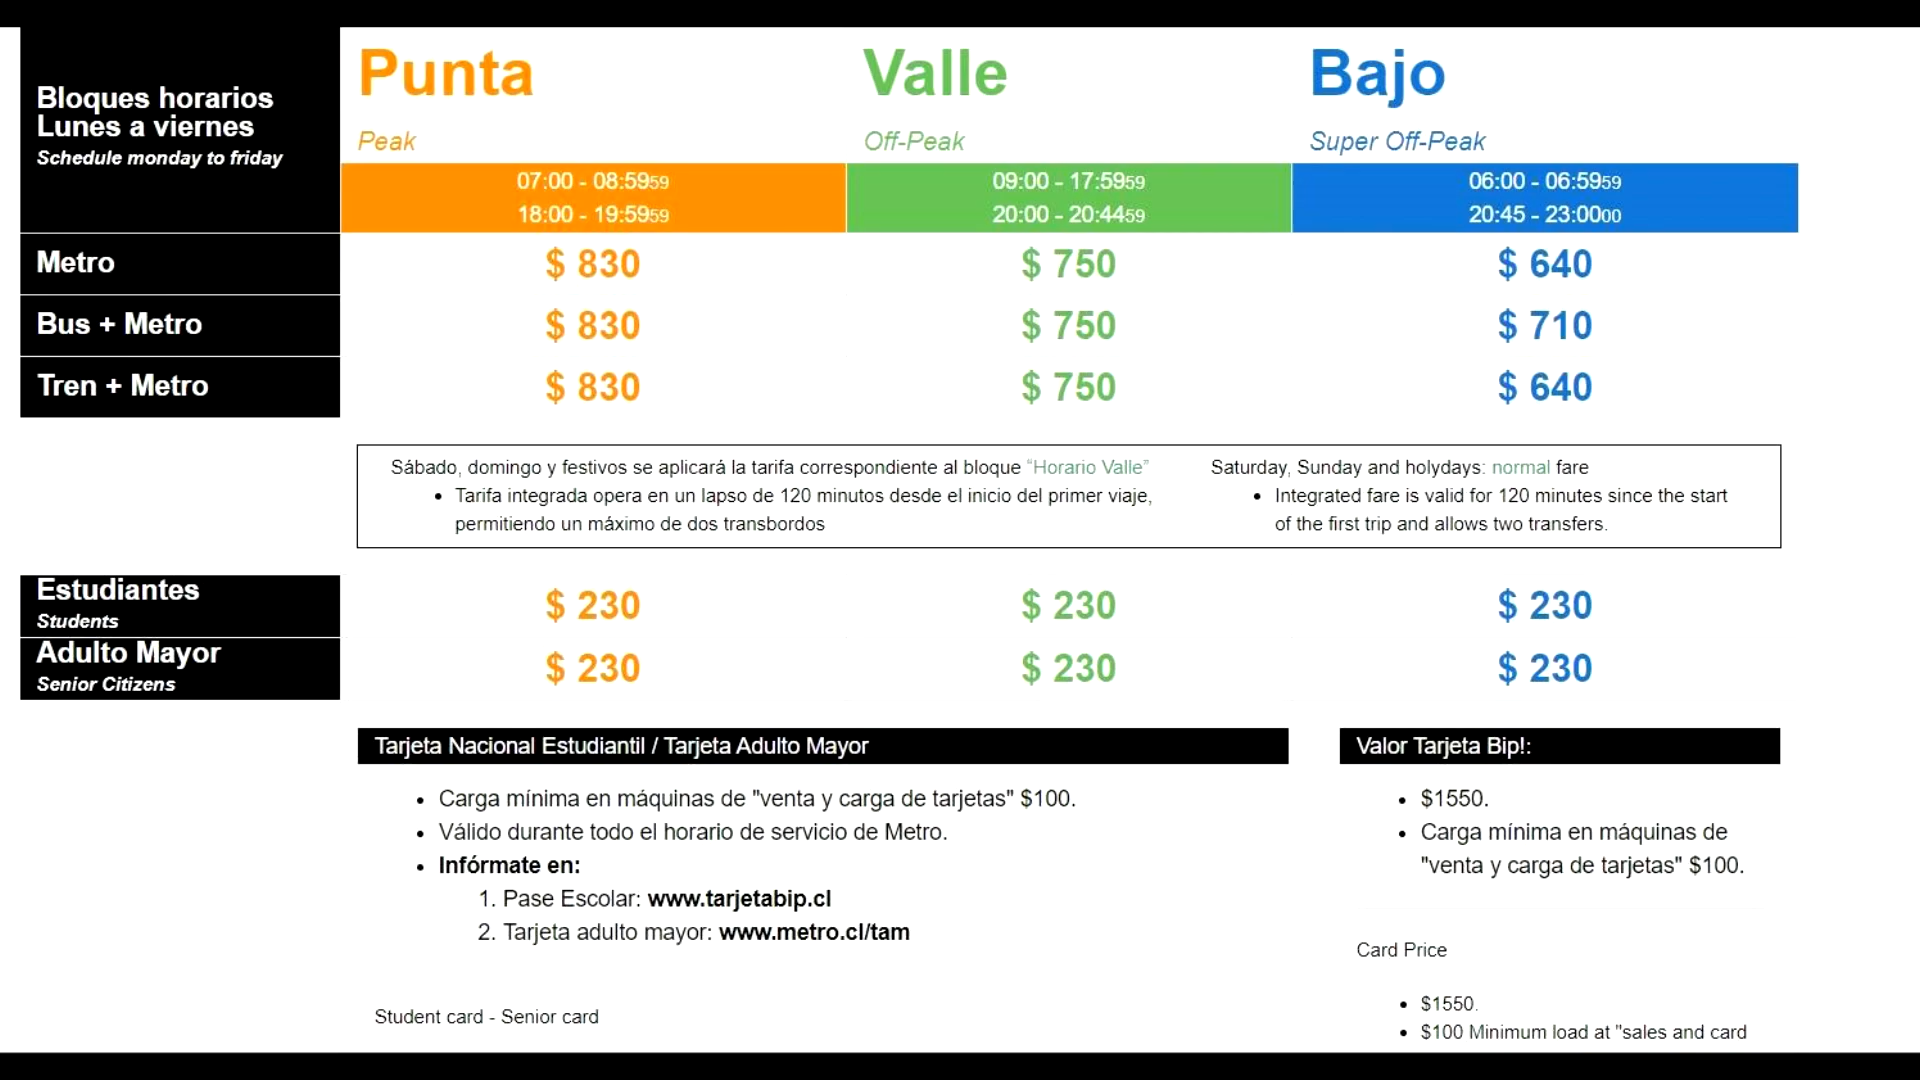 Bloques horarios
Lunes a viernes
Schedule monday to friday
Punta
Peak
07:00 - 08:5959
18:00 - 19:5959
Valle
Off-Peak
09:00 - 17:5959
20:00 - 20:4459
Bajo
Super Off-Peak
06:00 - 06:5959
20:45 - 23:0000
Metro $ 830 $ 750 $ 640
Bus + Metro $ 830 $ 750 $ 710
Tren + Metro $ 830 $ 750 $ 640
Sábado, domingo y festivos se aplicará la tarifa correspondiente al bloque “Horario Valle”
• Tarifa integrada opera en un lapso de 120 minutos desde el inicio del primer viaje,
permitiendo un máximo de dos transbordos
Saturday, Sunday and holydays: normal fare
• Integrated fare is valid for 120 minutes since the start
of the first trip and allows two transfers.
Estudiantes
Students
$ 230 $ 230 $ 230
Adulto Mayor
Senior Citizens
$ 230 $ 230 $ 230
Tarjeta Nacional Estudiantil / Tarjeta Adulto Mayor
• Carga mínima en máquinas de "venta y carga de tarjetas" $100.
• Válido durante todo el horario de servicio de Metro.
• Infórmate en:
1. Pase Escolar: www.tarjetabip.cl
2. Tarjeta adulto mayor: www.metro.cl/tam
Student card - Senior card
Valor Tarjeta Bip!:
• $1550.
• Carga mínima en máquinas de
"venta y carga de tarjetas" $100.
Card Price
• $1550.
• $100 Minimum load at "sales and card